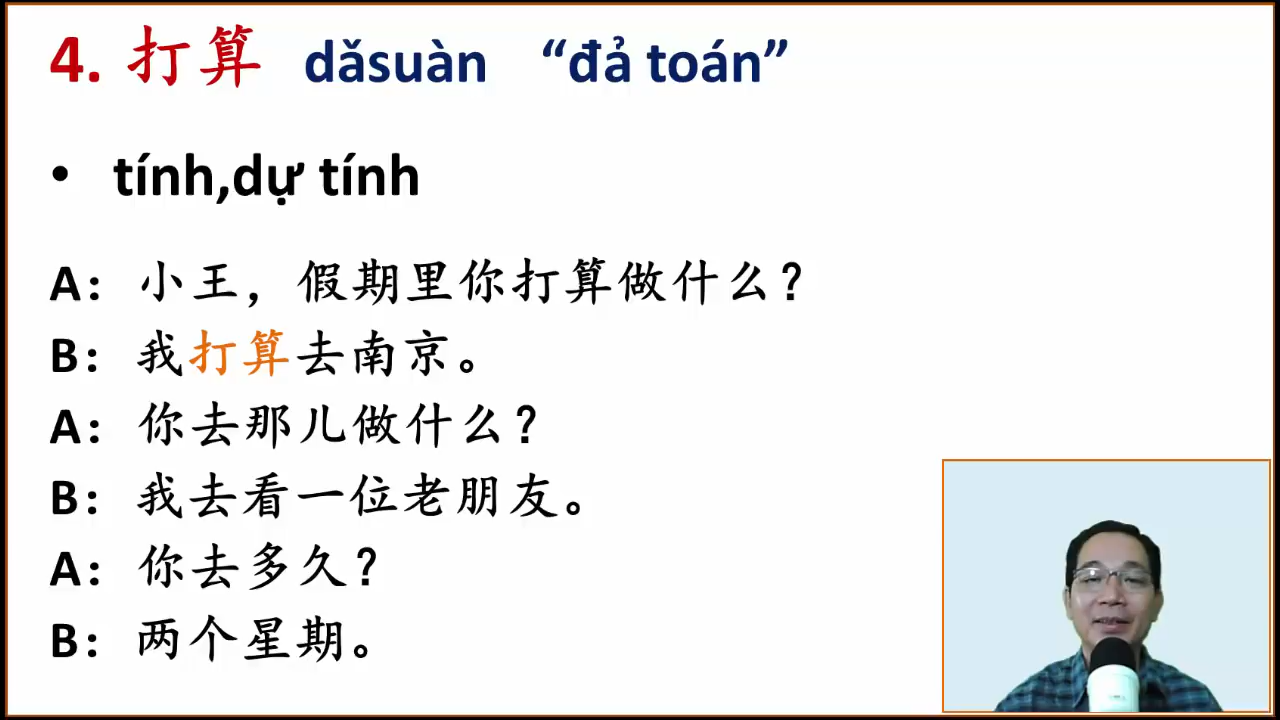 4. 打算 dǎsuàn “đả toán”
• tính,dự tính
A：小王，假期里你打算做什么？
B：我打算去南京。
A：你去那儿做什么？
B：我去看一位老朋友。
A：你去多久？
B：两个星期。